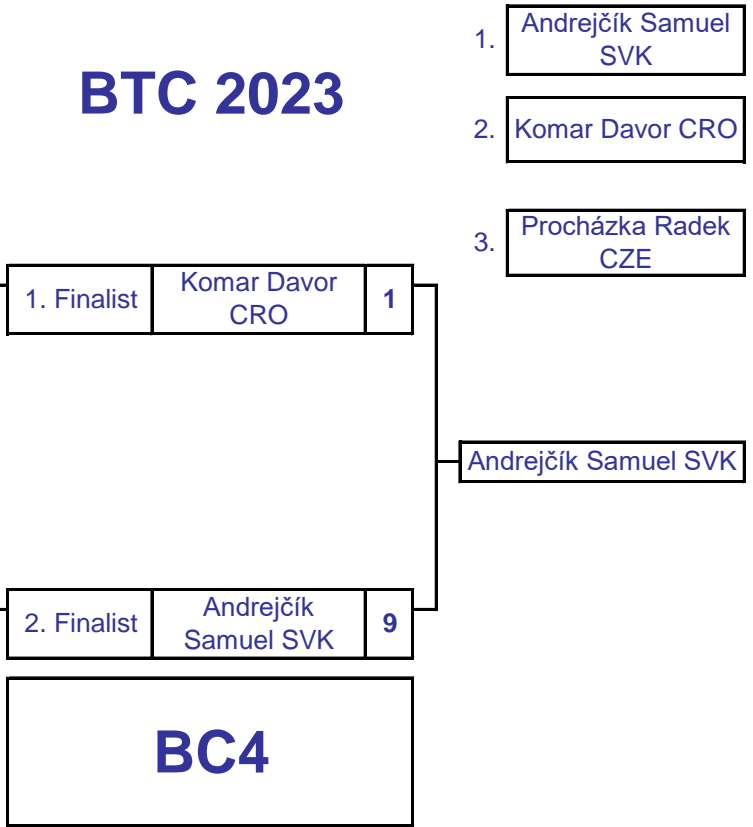 BTC 2023
1.
Andrejčík Samuel
SVK
2.
Komar Davor CRO
3.
Procházka Radek
CZE
1. Finalist
Komar Davor
CRO
1
Andrejčík Samuel SVK
2. Finalist
Andrejčík
Samuel SVK
9
BC4